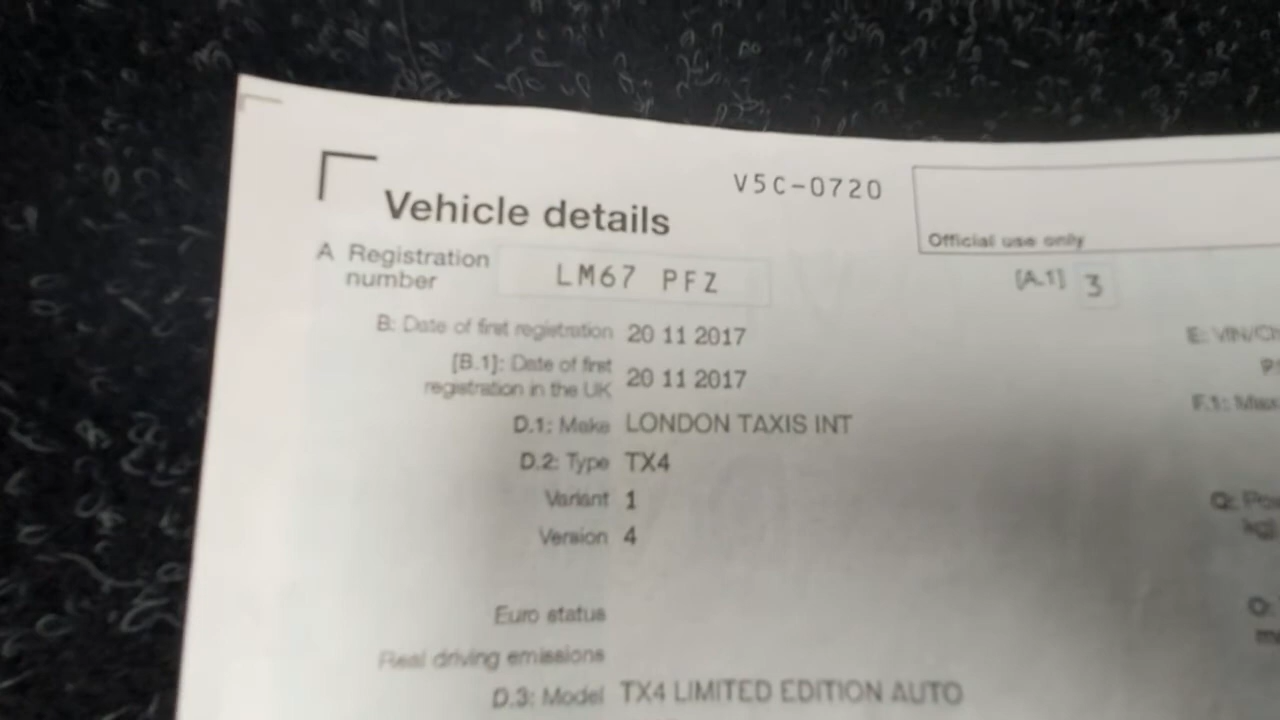 V5C-0720
Vehicle details
Official use only
A Registration number LM67 PFZ
[A.1] 3
B: Date of first registration 20 11 2017
[B.1]: Date of first registration in the UK 20 11 2017
D.1: Make LONDON TAXIS INT
D.2: Type TX4
Variant 1
Version 4
Euro status
Real driving emissions
D.3: Model TX4 LIMITED EDITION AUTO
E: VIN/
F.1:
Q:
O: